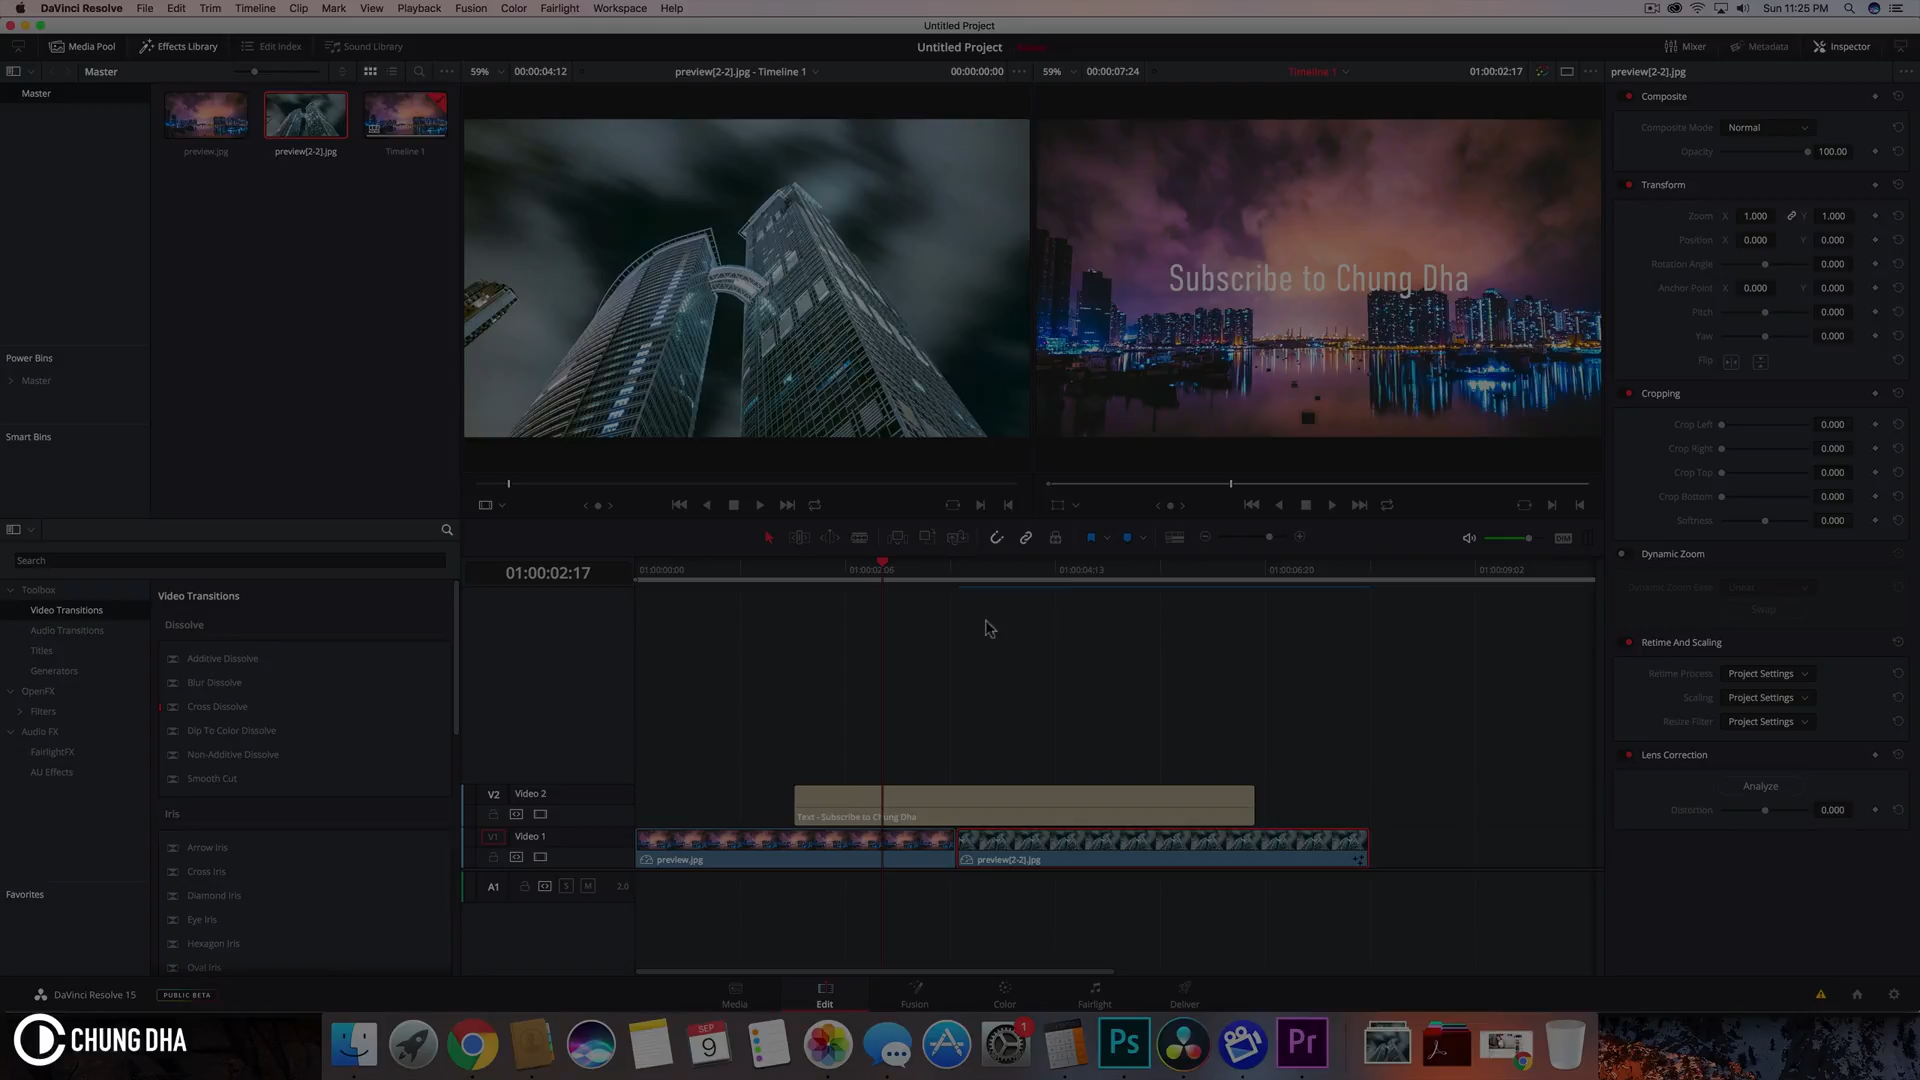 DaVinci Resolve File Edit Trim Timeline Clip Mark View Playback Fusion Color Fairlight Workspace Help Sun 11:25 PM
Untitled Project
Media Pool Effects Library Edit Index Sound Library Untitled Project Mixer Metadata Inspector
Master 59% 00:00:04:12 preview[2-2].jpg - Timeline 1 00:00:00:00 59% 00:00:07:24 Timeline 1 01:00:02:17 preview[2-2].jpg
Master
preview.jpg preview[2-2].jpg Timeline 1
Power Bins
Master
Smart Bins
Subscribe to Chung Dha
Composite
Composite Mode Normal
Opacity 100.00
Transform
Zoom X 1.000 Y 1.000
Position X 0.000 Y 0.000
Rotation Angle 0.000
Anchor Point X 0.000 Y 0.000
Pitch 0.000
Yaw 0.000
Flip
Cropping
Crop Left 0.000
Crop Right 0.000
Crop Top 0.000
Crop Bottom 0.000
Softness 0.000
Dynamic Zoom
Dynamic Zoom Ease Linear
Swap
Retime And Scaling
Retime Process Project Settings
Scaling Project Settings
Resize Filter Project Settings
Lens Correction
Analyze
Distortion 0.000
Search
Toolbox
Video Transitions
Audio Transitions
Titles
Generators
OpenFX
Filters
Audio FX
FairlightFX
AU Effects
Favorites
Video Transitions
Dissolve
Additive Dissolve
Blur Dissolve
Cross Dissolve
Dip To Color Dissolve
Non-Additive Dissolve
Smooth Cut
Iris
Arrow Iris
Cross Iris
Diamond Iris
Eye Iris
Hexagon Iris
Oval Iris
DIM
01:00:02:17 01:00:00:00 01:00:02:06 01:00:04:13 01:00:06:20 01:00:09:02
V2 Video 2
Text - Subscribe to Chung Dha
V1 Video 1
preview.jpg preview[2-2].jpg
A1 S M 2.0
DaVinci Resolve 15 PUBLIC BETA
Media Edit Fusion Color Fairlight Deliver
CHUNG DHA
SEP
9
1
Ps
Pr